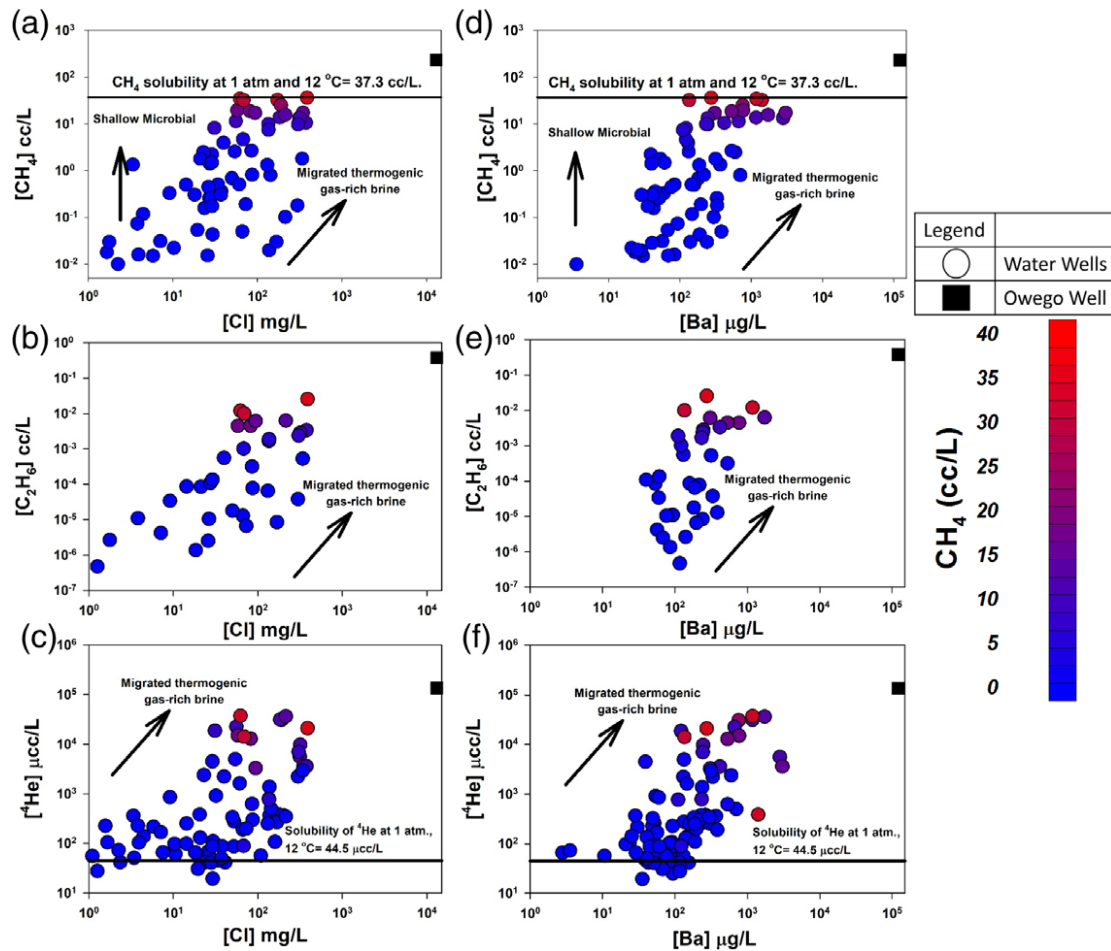 (a)
10³
10²
10¹
10⁰
10⁻¹
10⁻²
[CH₄] cc/L
CH₄ solubility at 1 atm and 12 °C= 37.3 cc/L.
Shallow Microbial
Migrated thermogenic
gas-rich brine
10⁰ 10¹ 10² 10³ 10⁴
[Cl] mg/L
(d)
10³
10²
10¹
10⁰
10⁻¹
10⁻²
[CH₄] cc/L
CH₄ solubility at 1 atm and 12 °C= 37.3 cc/L.
Shallow Microbial
Migrated thermogenic
gas-rich brine
10⁰ 10¹ 10² 10³ 10⁴ 10⁵
[Ba] µg/L
Legend
Water Wells
Owego Well
(b)
10⁰
10⁻¹
10⁻²
10⁻³
10⁻⁴
10⁻⁵
10⁻⁶
10⁻⁷
[C₂H₆] cc/L
Migrated thermogenic
gas-rich brine
10⁰ 10¹ 10² 10³ 10⁴
[Cl] mg/L
(e)
10⁰
10⁻¹
10⁻²
10⁻³
10⁻⁴
10⁻⁵
10⁻⁶
10⁻⁷
[C₂H₆] cc/L
Migrated thermogenic
gas-rich brine
10⁰ 10¹ 10² 10³ 10⁴ 10⁵
[Ba] µg/L
CH₄ (cc/L)
40
35
30
25
20
15
10
5
0
(c)
10⁶
10⁵
10⁴
10³
10²
10¹
[⁴He] µcc/L
Migrated thermogenic
gas-rich brine
Solubility of ⁴He at 1 atm.,
12 °C= 44.5 µcc/L
10⁰ 10¹ 10² 10³ 10⁴
[Cl] mg/L
(f)
10⁶
10⁵
10⁴
10³
10²
10¹
[⁴He] µcc/L
Migrated thermogenic
gas-rich brine
Solubility of ⁴He at 1 atm.,
12 °C= 44.5 µcc/L
10⁰ 10¹ 10² 10³ 10⁴ 10⁵
[Ba] µg/L